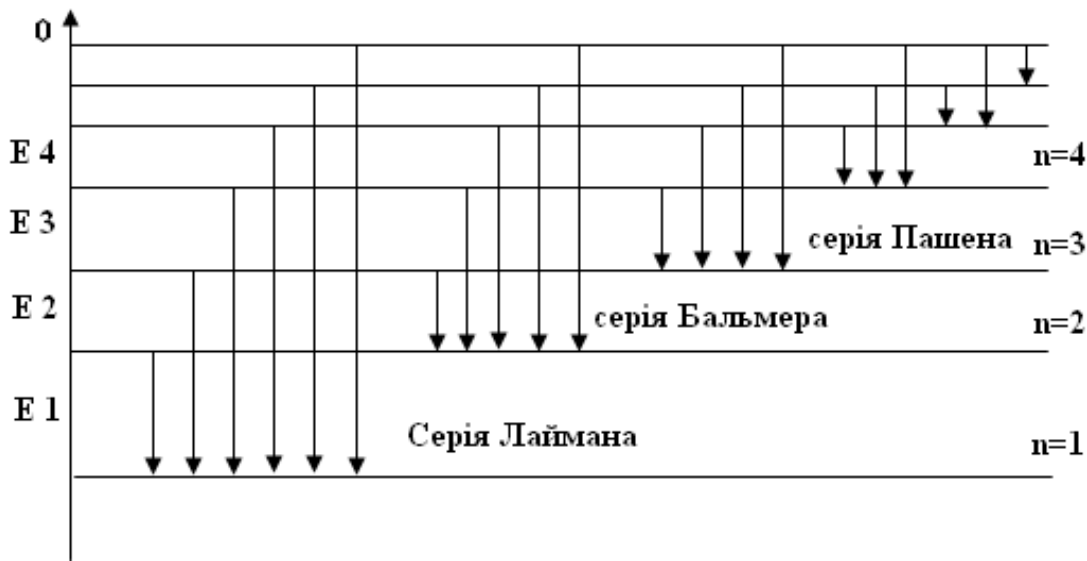 0
E 4
n=4
E 3
серія Пашена
n=3
E 2
серія Бальмера
n=2
E 1
Серія Лаймана
n=1